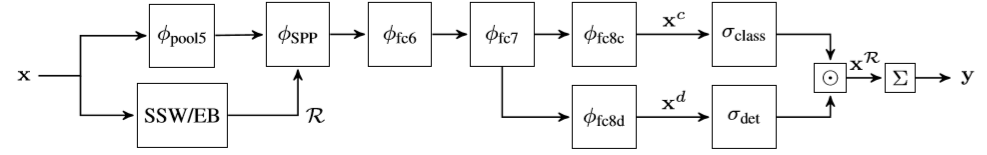 x
ϕpool5
ϕSPP
ϕfc6
ϕfc7
ϕfc8c
x^c
σclass
SSW/EB
ℛ
ϕfc8d
x^d
σdet
⊙
x^ℛ
Σ
y